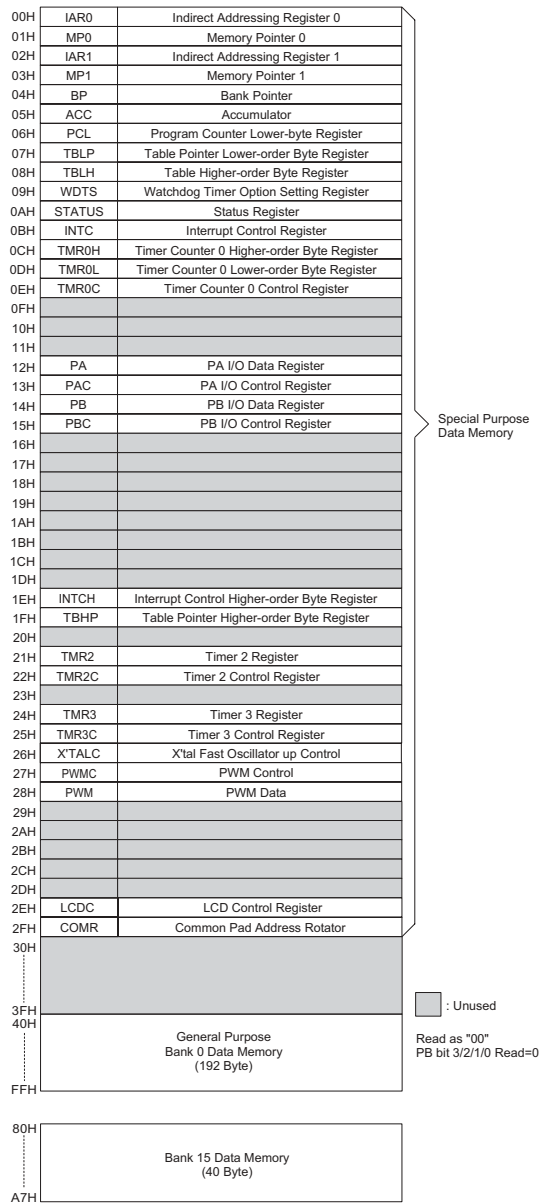 00H IAR0 Indirect Addressing Register 0
01H MP0 Memory Pointer 0
02H IAR1 Indirect Addressing Register 1
03H MP1 Memory Pointer 1
04H BP Bank Pointer
05H ACC Accumulator
06H PCL Program Counter Lower-byte Register
07H TBLP Table Pointer Lower-order Byte Register
08H TBLH Table Higher-order Byte Register
09H WDTS Watchdog Timer Option Setting Register
0AH STATUS Status Register
0BH INTC Interrupt Control Register
0CH TMR0H Timer Counter 0 Higher-order Byte Register
0DH TMR0L Timer Counter 0 Lower-order Byte Register
0EH TMR0C Timer Counter 0 Control Register
0FH
10H
11H
12H PA PA I/O Data Register
13H PAC PA I/O Control Register
14H PB PB I/O Data Register
15H PBC PB I/O Control Register
Special Purpose
Data Memory
16H
17H
18H
19H
1AH
1BH
1CH
1DH
1EH INTCH Interrupt Control Higher-order Byte Register
1FH TBHP Table Pointer Higher-order Byte Register
20H
21H TMR2 Timer 2 Register
22H TMR2C Timer 2 Control Register
23H
24H TMR3 Timer 3 Register
25H TMR3C Timer 3 Control Register
26H X'TALC X'tal Fast Oscillator up Control
27H PWMC PWM Control
28H PWM PWM Data
29H
2AH
2BH
2CH
2DH
2EH LCDC LCD Control Register
2FH COMR Common Pad Address Rotator
30H
3FH
: Unused
40H
General Purpose
Bank 0 Data Memory
(192 Byte)
Read as "00"
PB bit 3/2/1/0 Read=0
FFH
80H
Bank 15 Data Memory
(40 Byte)
A7H